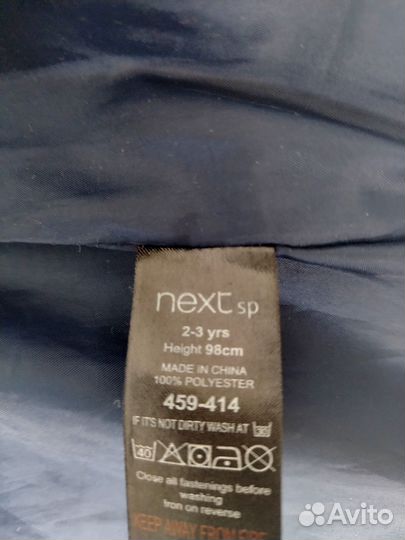 next sp
2-3 yrs
Height 98cm
MADE IN CHINA
100% POLYESTER
459-414
IF IT'S NOT DIRTY WASH AT 30
40
Close all fastenings before
washing
Iron on reverse
KEEP AWAY FROM FIRE
Avito